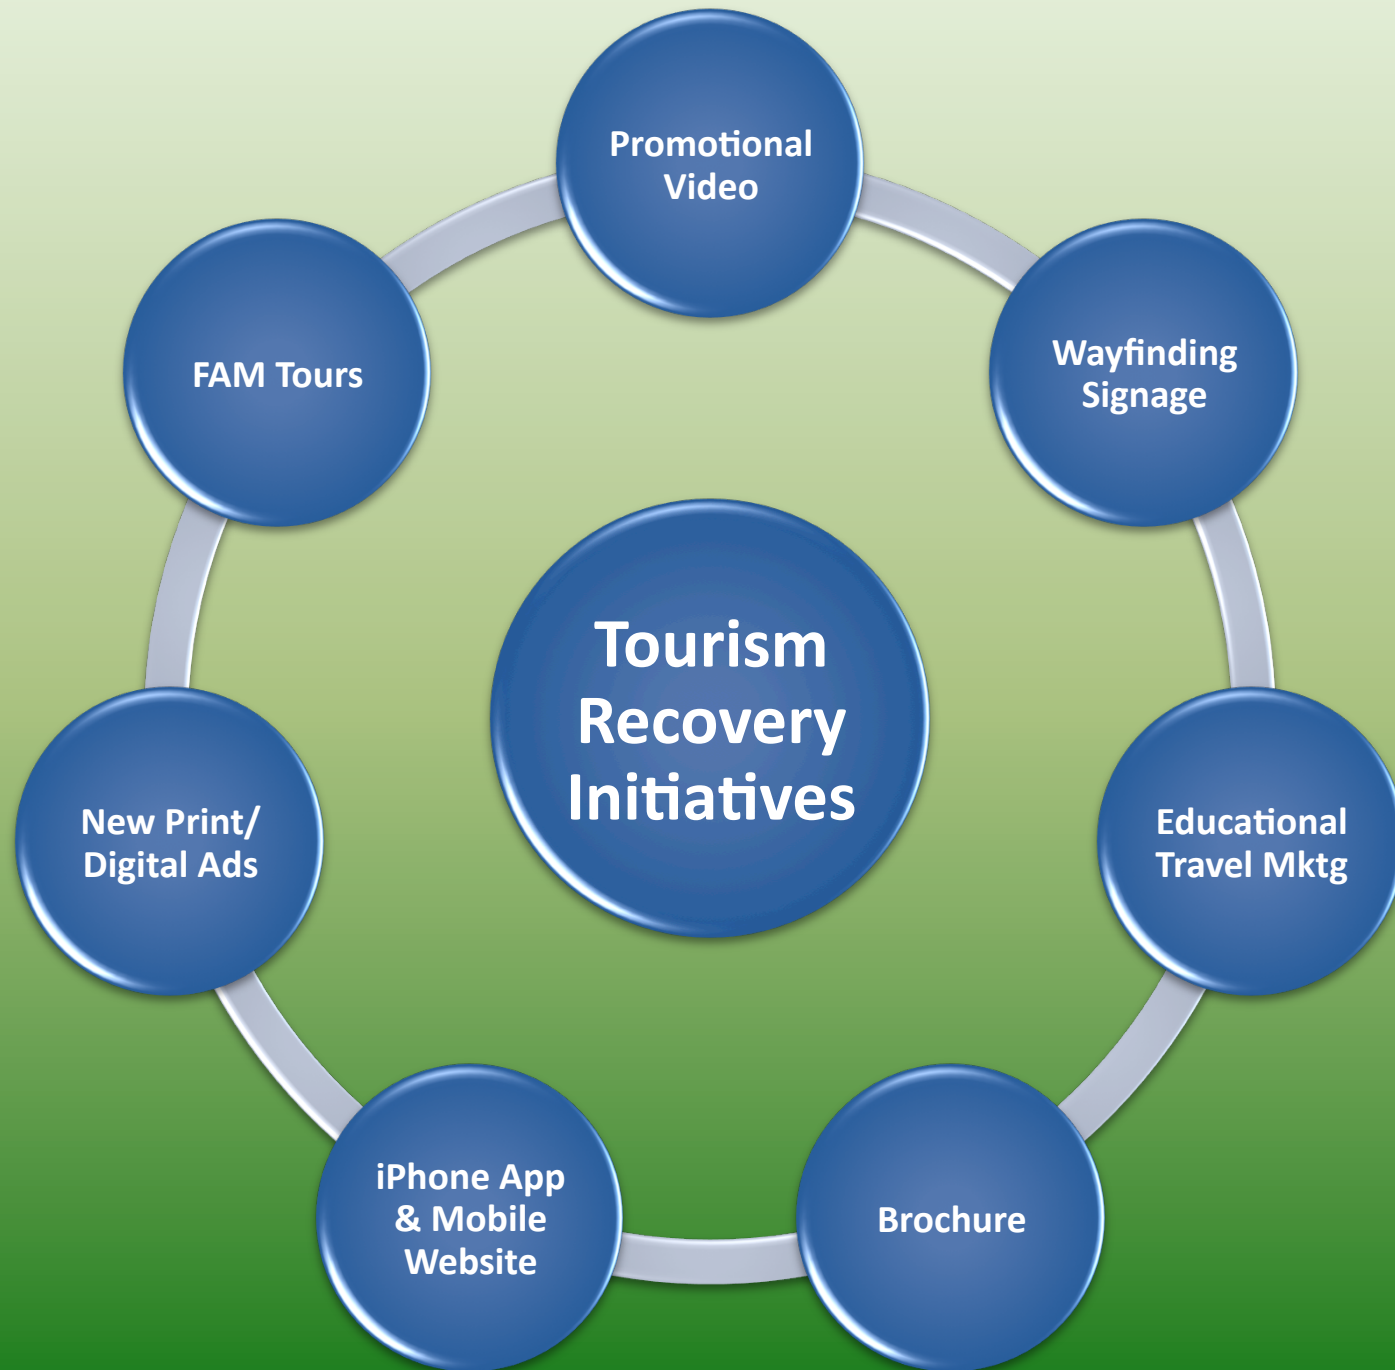 Promotional
Video
Wayfinding
Signage
Educational
Travel Mktg
Brochure
iPhone App
& Mobile
Website
New Print/
Digital Ads
FAM Tours
Tourism
Recovery
Initiatives